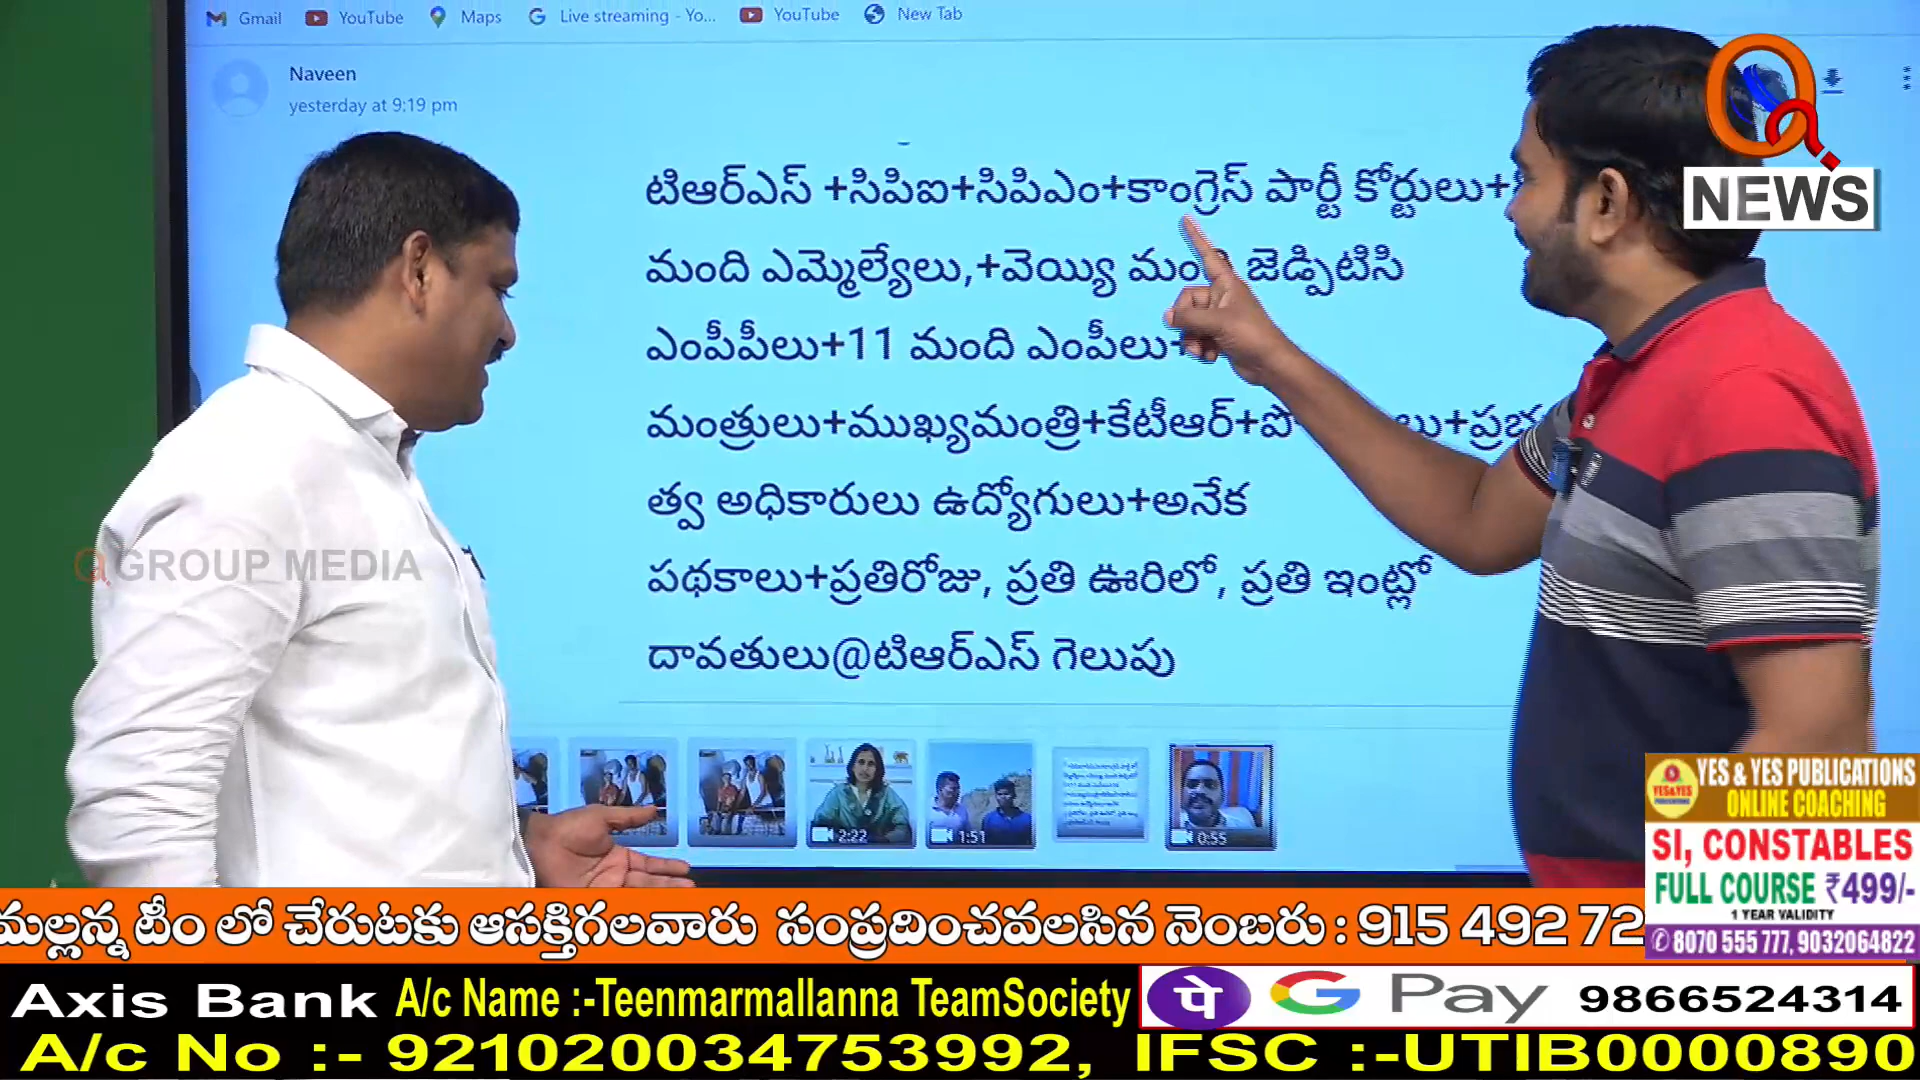 Gmail YouTube Maps Live streaming - Yo... YouTube New Tab
Naveen
yesterday at 9:19 pm
Q NEWS
టిఆర్ఎస్ +సిపిఐ+సిపిఎం+కాంగ్రెస్ పార్టీ కోర్టులు+
మంది ఎమ్మెల్యేలు,+వెయ్యి మంది జెడ్పిటిసి
ఎంపీపీలు+11 మంది ఎంపీలు+
మంత్రులు+ముఖ్యమంత్రి+కేటీఆర్+ +ప్రభు
త్వ అధికారులు ఉద్యోగులు+అనేక
పథకాలు+ప్రతిరోజు, ప్రతి ఊరిలో, ప్రతి ఇంట్లో
దావతులు@టిఆర్ఎస్ గెలుపు
Q GROUP MEDIA
2:22 1:51 0:55
YES & YES PUBLICATIONS
ONLINE COACHING
SI, CONSTABLES
FULL COURSE ₹499/-
1 YEAR VALIDITY
8070 555 777, 9032064822
మల్లన్న టీం లో చేరుటకు ఆసక్తిగలవారు సంప్రదించవలసిన నెంబరు : 915 492 72
Axis Bank A/c Name :-Teenmarmallanna TeamSociety पे G Pay 9866524314
A/c No :- 921020034753992, IFSC :-UTIB0000890